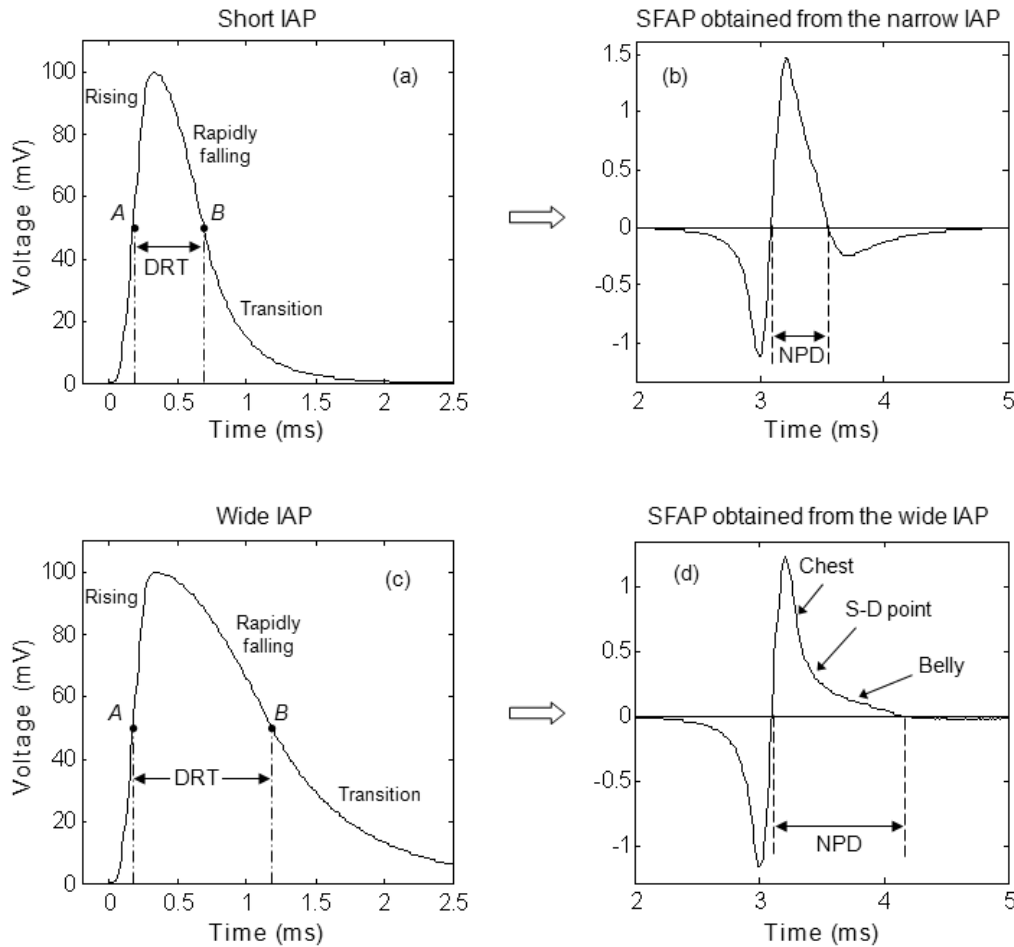 Short IAP
SFAP obtained from the narrow IAP
(a)
Rising
Rapidly
falling
A
B
DRT
Transition
Voltage (mV)
100
80
60
40
20
0
0
0.5
1
1.5
2
2.5
Time (ms)
(b)
1.5
1
0.5
0
-0.5
-1
NPD
2
3
4
5
Time (ms)
Wide IAP
SFAP obtained from the wide IAP
(c)
Rising
Rapidly
falling
A
B
DRT
Transition
Voltage (mV)
100
80
60
40
20
0
0
0.5
1
1.5
2
2.5
Time (ms)
(d)
Chest
S-D point
Belly
1
0.5
0
-0.5
-1
NPD
2
3
4
5
Time (ms)